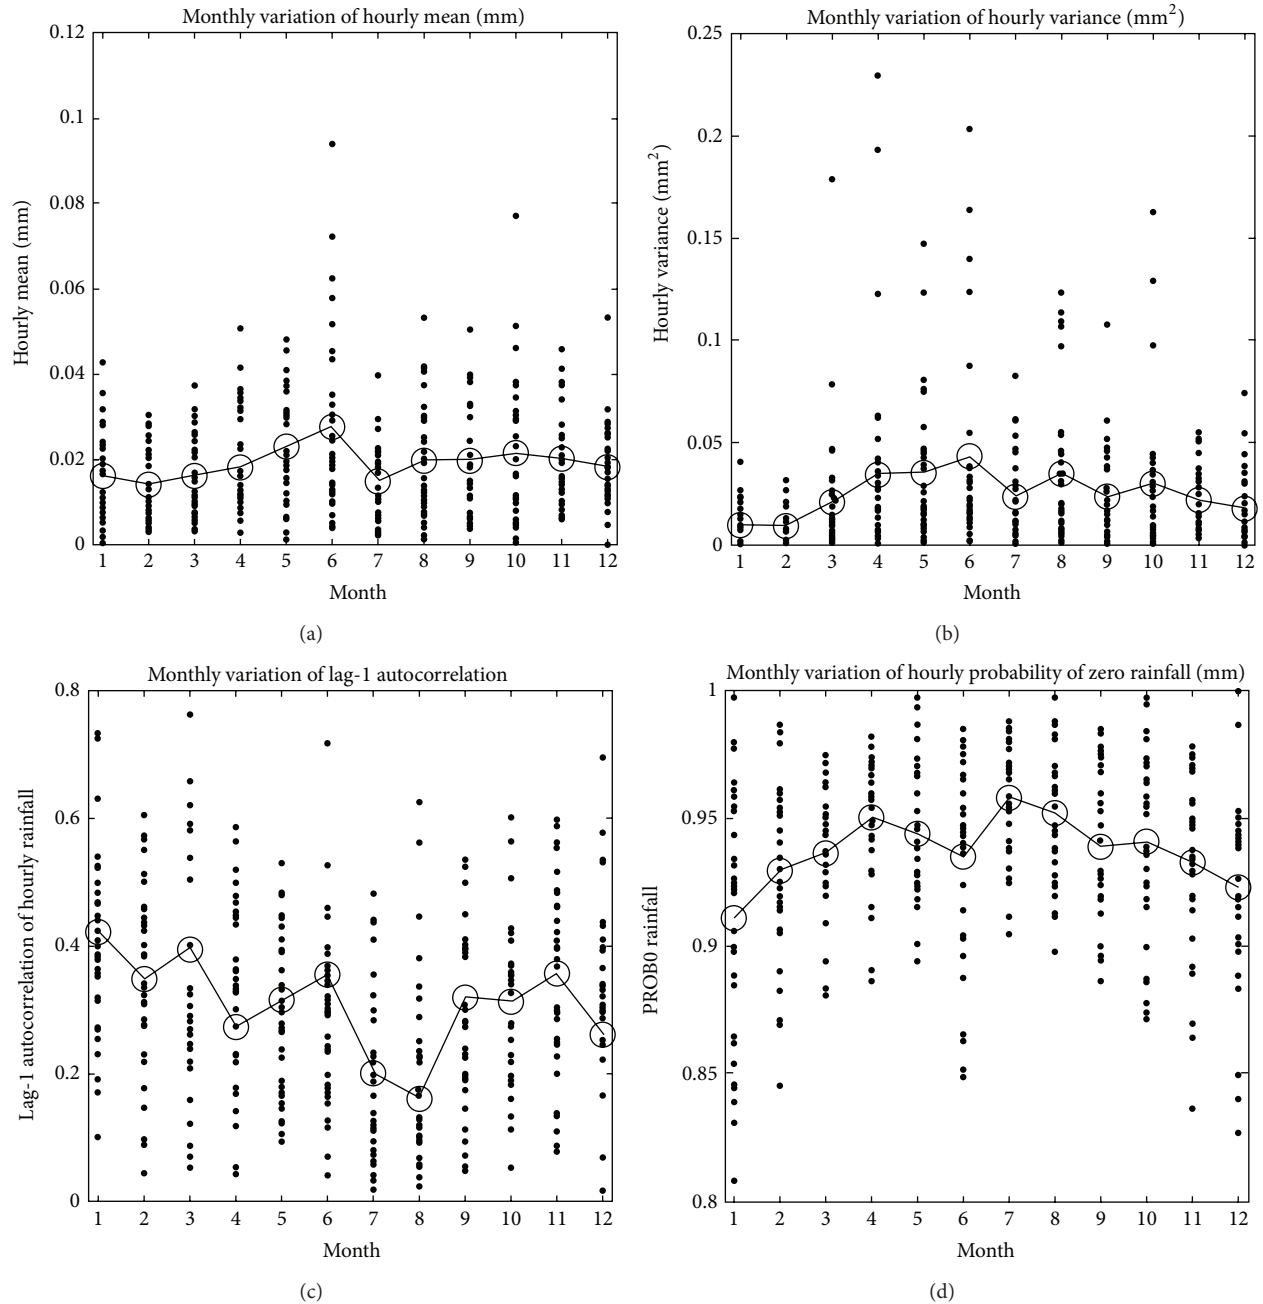 Monthly variation of hourly mean (mm)
0.12
0.1
0.08
0.06
0.04
0.02
0
Hourly mean (mm)
1 2 3 4 5 6 7 8 9 10 11 12
Month
(a)
Monthly variation of hourly variance (mm²)
0.25
0.2
0.15
0.1
0.05
0
Hourly variance (mm²)
1 2 3 4 5 6 7 8 9 10 11 12
Month
(b)
Monthly variation of lag-1 autocorrelation
0.8
0.6
0.4
0.2
0
Lag-1 autocorrelation of hourly rainfall
1 2 3 4 5 6 7 8 9 10 11 12
Month
(c)
Monthly variation of hourly probability of zero rainfall (mm)
1
0.95
0.9
0.85
0.8
PROB0 rainfall
1 2 3 4 5 6 7 8 9 10 11 12
Month
(d)